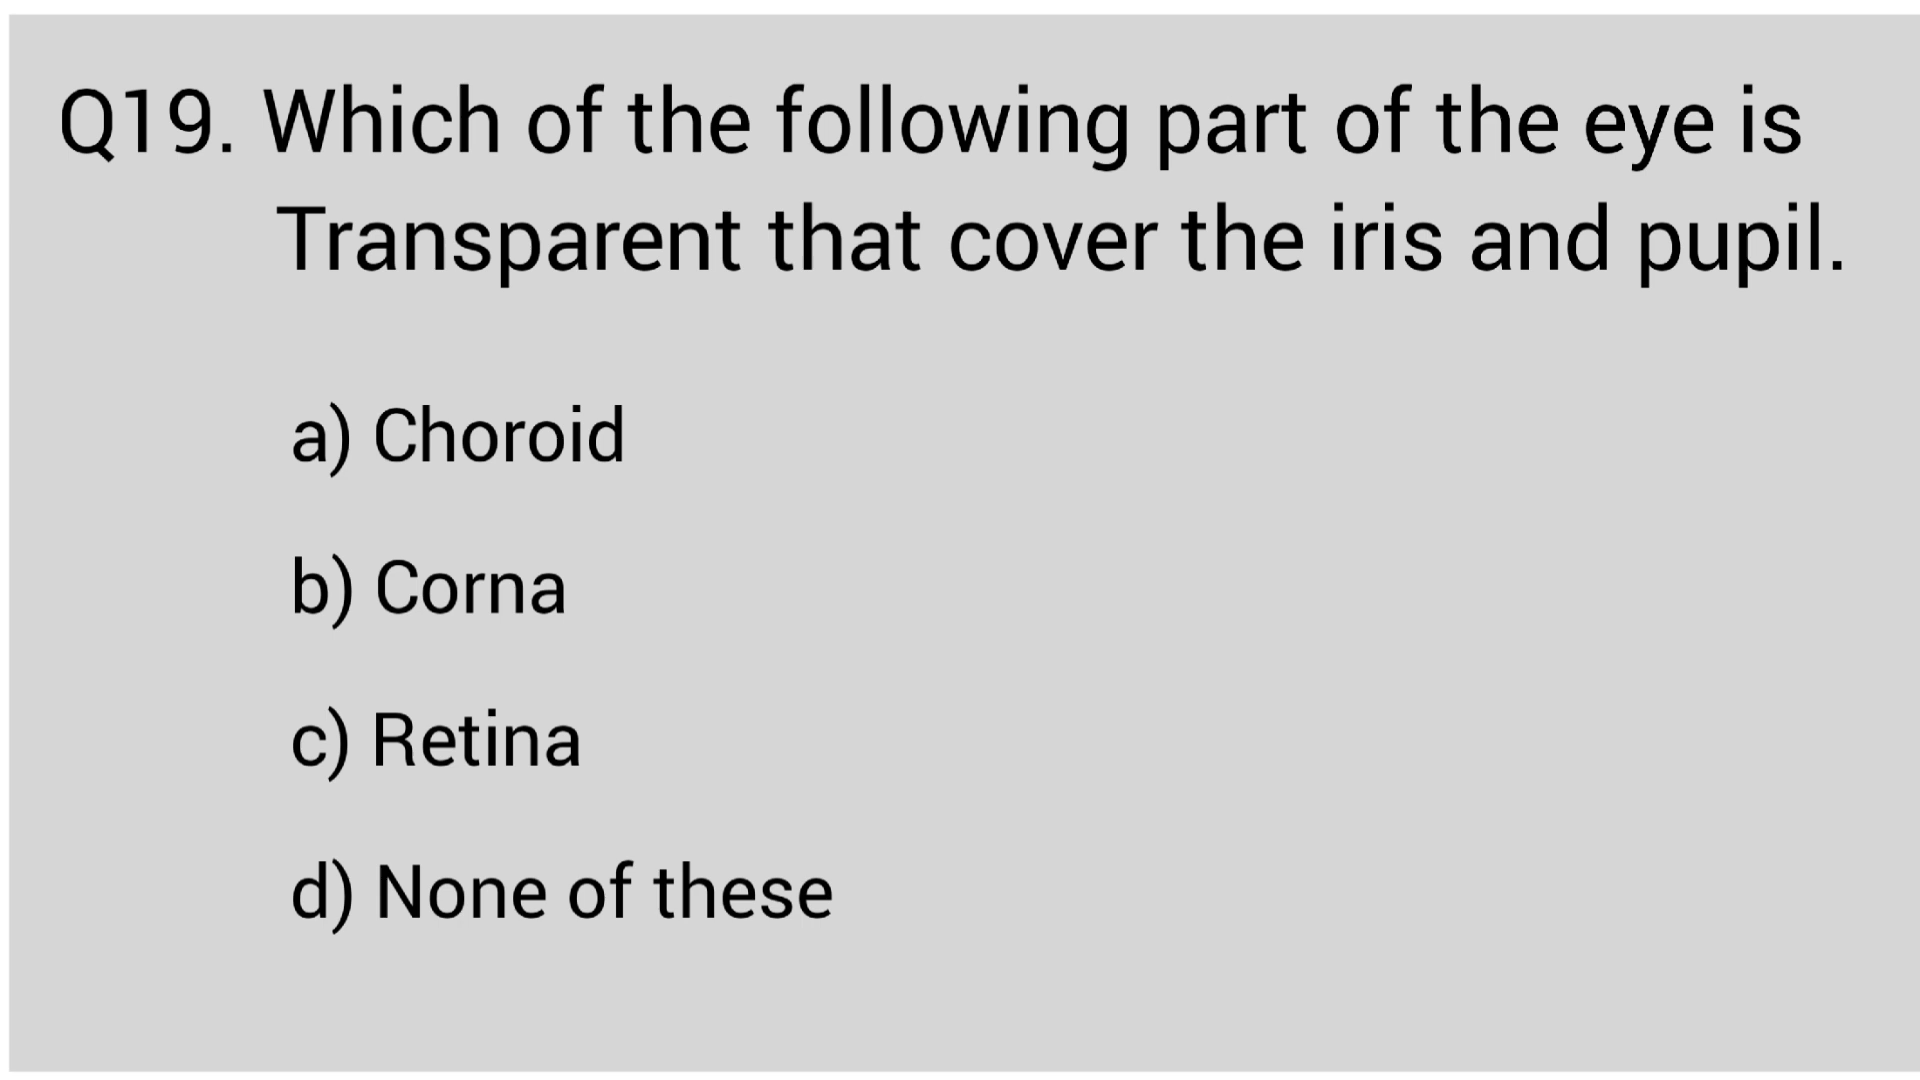 Q19. Which of the following part of the eye is
Transparent that cover the iris and pupil.
a) Choroid
b) Corna
c) Retina
d) None of these